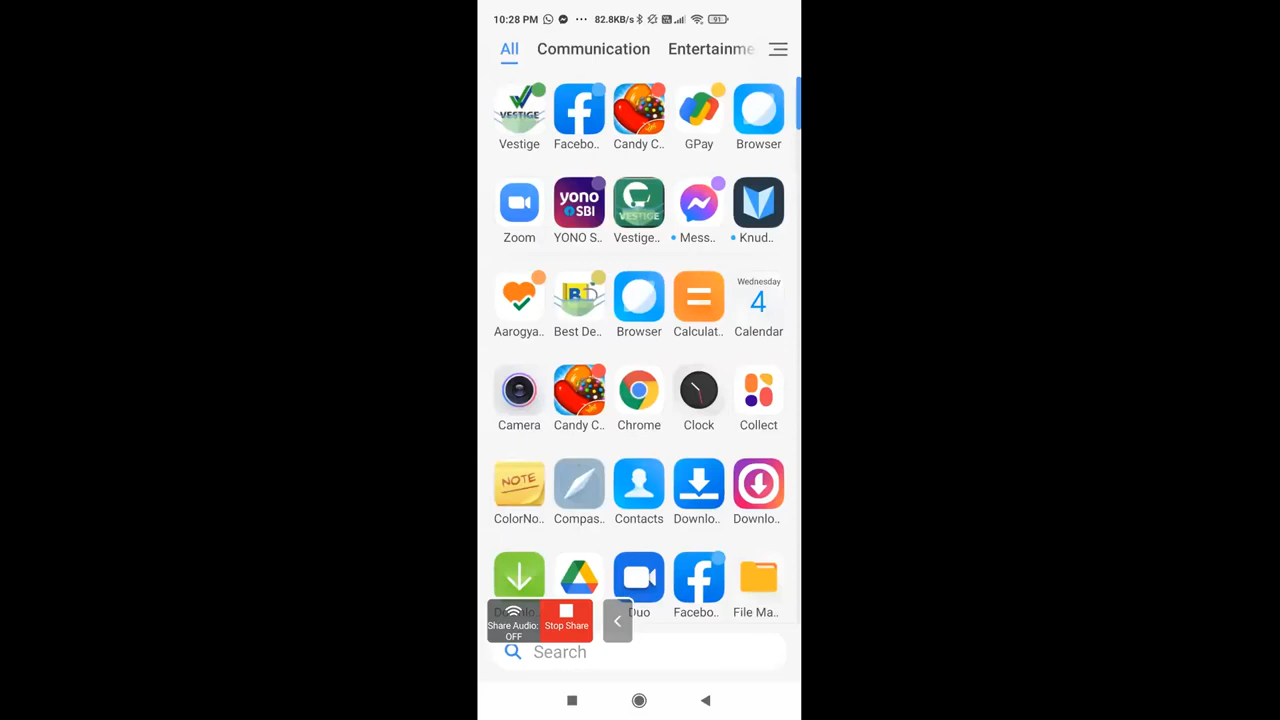 10:28 PM ... 82.8KB/s 91
All Communication Entertainme
VESTIGE
Vestige Facebo.. Candy C.. GPay Browser
yono
SBI
VESTIGE
Zoom YONO S.. Vestige.. Mess.. Knud..
BD
Wednesday
4
Aarogya.. Best De.. Browser Calculat.. Calendar
Camera Candy C.. Chrome Clock Collect
NOTE
ColorNo.. Compas.. Contacts Downlo.. Downlo..
Downlo.. Duo Facebo.. File Ma..
Share Audio:
OFF
Stop Share
Search